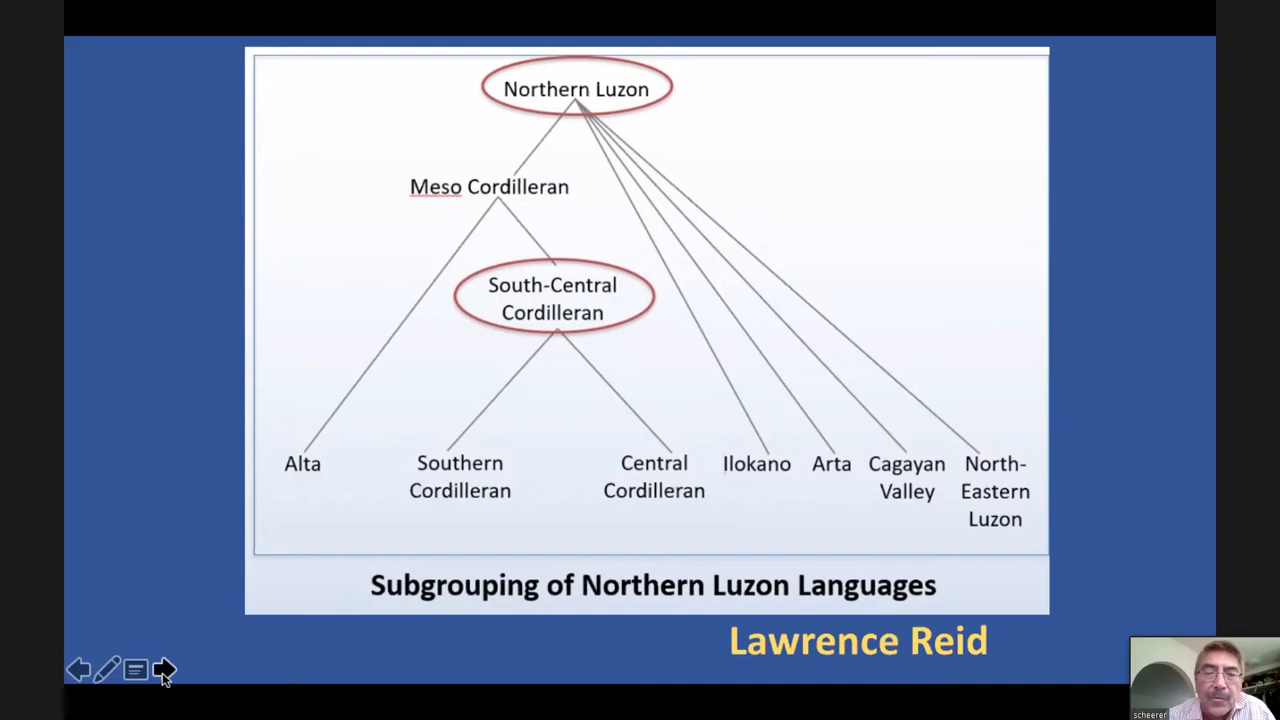 Northern Luzon
Meso Cordilleran
South-Central
Cordilleran
Alta
Southern
Cordilleran
Central
Cordilleran
Ilokano
Arta
Cagayan
Valley
North-
Eastern
Luzon
Subgrouping of Northern Luzon Languages
Lawrence Reid
scheerer